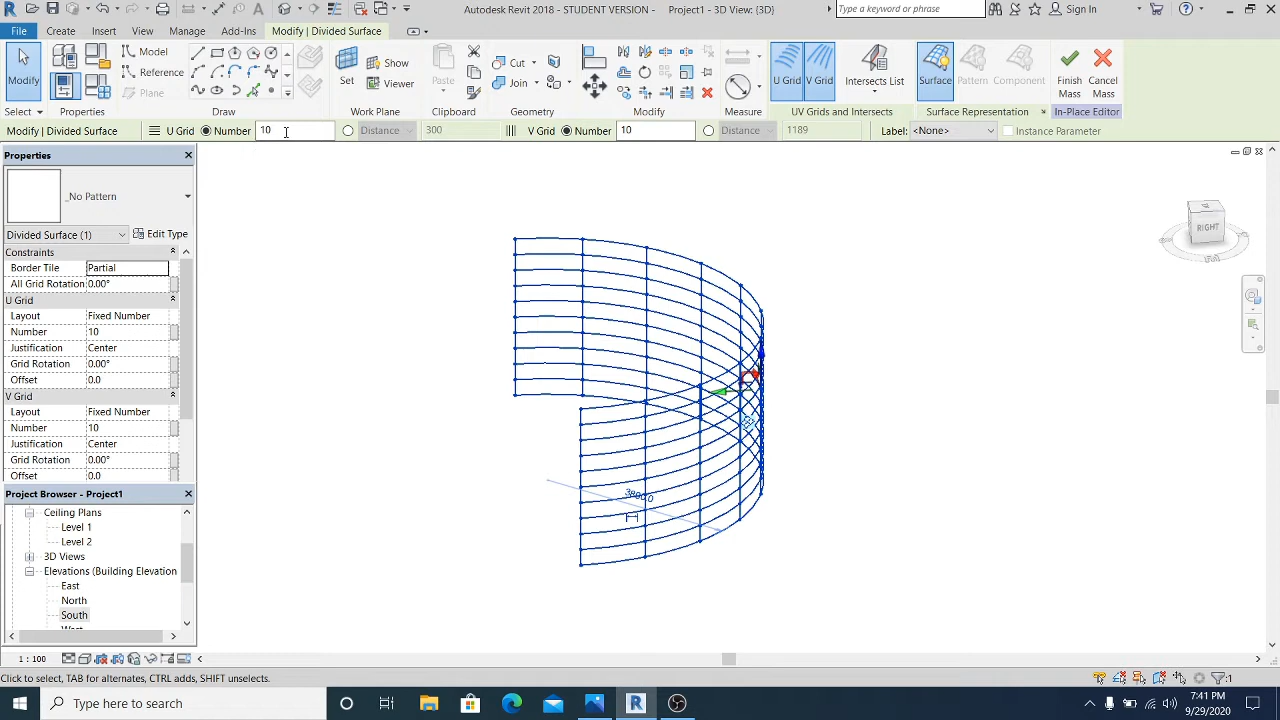 Autodesk Revit 2018 - STUDENT VERSION - Project1 - 3D View: {3D}
Type a keyword or phrase
Sign In
File Create Insert View Manage Add-Ins Modify | Divided Surface
Modify
Model
Reference
Plane
Set
Show
Viewer
Paste
Cut
Join
U Grid
V Grid
Intersects List
Surface
Pattern
Component
Finish Mass
Cancel Mass
Select Properties Draw Work Plane Clipboard Geometry Modify Measure UV Grids and Intersects Surface Representation In-Place Editor
Modify | Divided Surface U Grid Number 10 Distance 300 V Grid Number 10 Distance 1189 Label: <None> Instance Parameter
Properties
_No Pattern
Divided Surface (1) Edit Type
Constraints
Border Tile Partial
All Grid Rotation 0.00°
U Grid
Layout Fixed Number
Number 10
Justification Center
Grid Rotation 0.00°
Offset 0.0
V Grid
Layout Fixed Number
Number 10
Justification Center
Grid Rotation 0.00°
Offset 0.0
Project Browser - Project1
Ceiling Plans
Level 1
Level 2
3D Views
Elevations (Building Elevation
East
North
South
RIGHT
1 : 100
Click to select, TAB for alternates, CTRL adds, SHIFT unselects.
:1
Type here to search
7:41 PM
9/29/2020